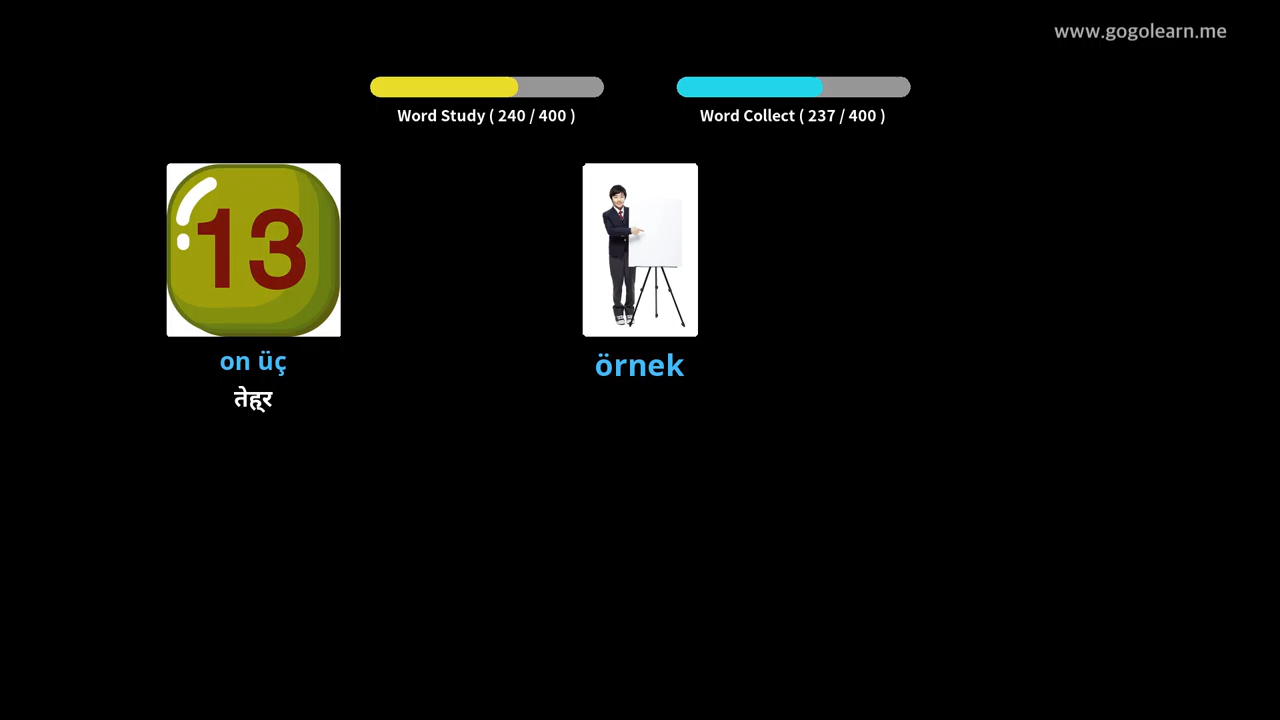 www.gogolearn.me
Word Study ( 240 / 400 )
Word Collect ( 237 / 400 )
13
on üç
örnek
तेह्र